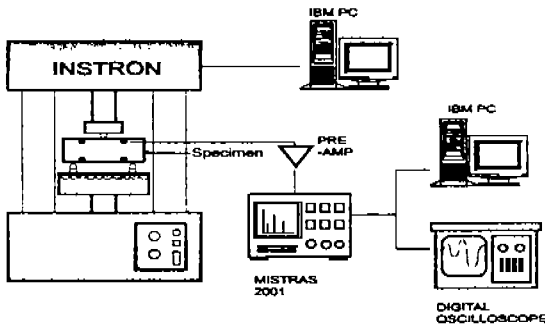 IBM PC
INSTRON
PRE
-AMP
Specimen
IBM PC
MISTRAS
2001
DIGITAL
OSCILLOSCOPE